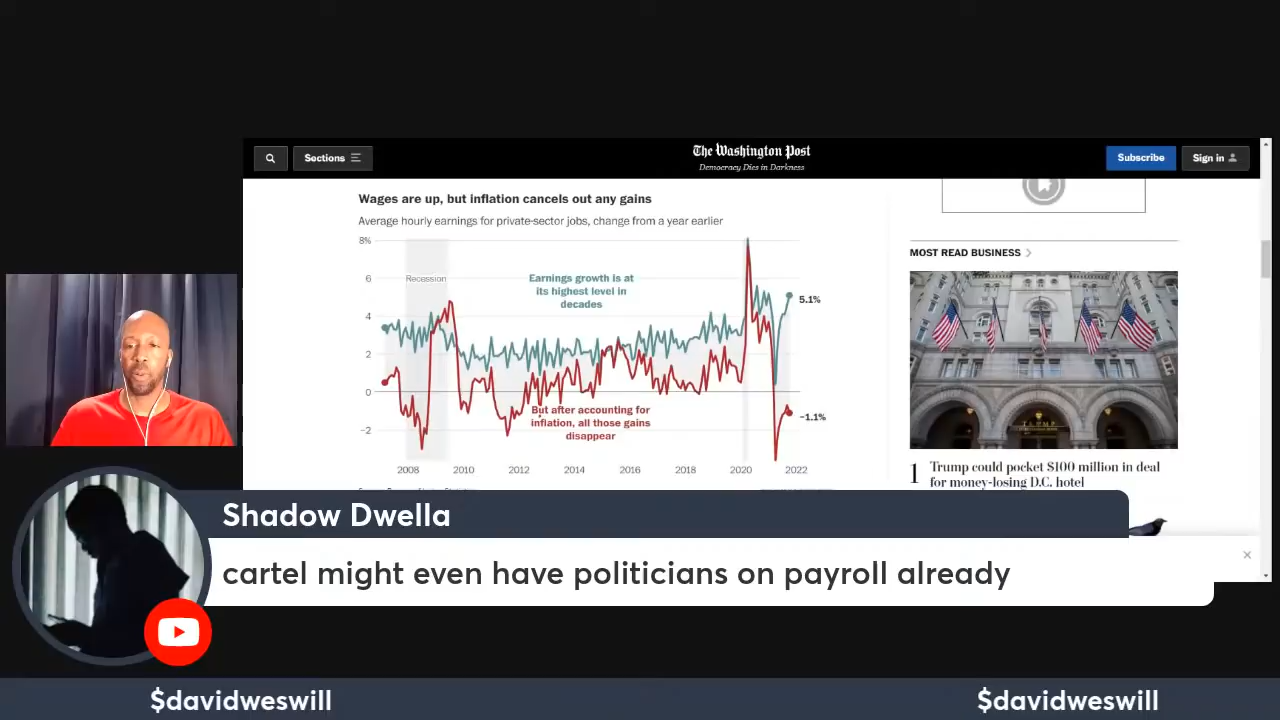 Sections
The Washington Post
Democracy Dies in Darkness
Subscribe
Sign in
Wages are up, but inflation cancels out any gains
Average hourly earnings for private-sector jobs, change from a year earlier
8%
6
4
2
0
-2
Recession
Earnings growth is at
its highest level in
decades
5.1%
But after accounting for
inflation, all those gains
disappear
-1.1%
2008 2010 2012 2014 2016 2018 2020 2022
MOST READ BUSINESS
TRUMP
1 Trump could pocket $100 million in deal
for money-losing D.C. hotel
Shadow Dwella
cartel might even have politicians on payroll already
$davidweswill
$davidweswill